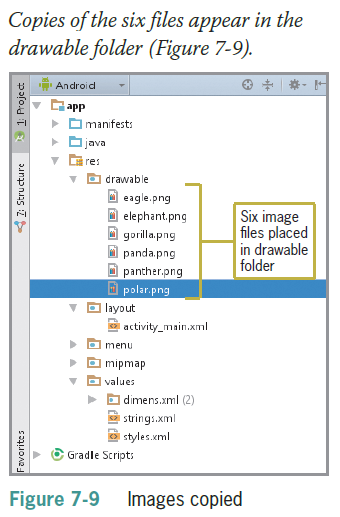 Copies of the six files appear in the
drawable folder (Figure 7-9).
1: Project
7: Structure
Favorites
Android
app
manifests
java
res
drawable
eagle.png
elephant.png
gorilla.png
panda.png
panther.png
polar.png
Six image
files placed
in drawable
folder
layout
activity_main.xml
menu
mipmap
values
dimens.xml (2)
strings.xml
styles.xml
Gradle Scripts
Figure 7-9 Images copied